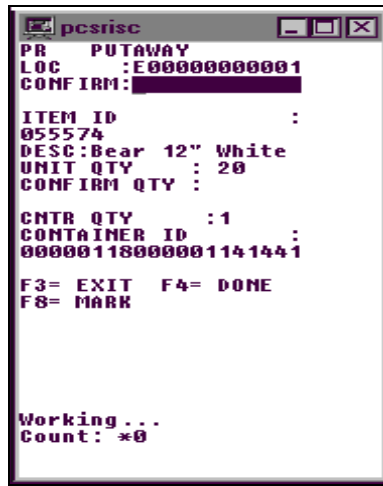 pcsrisc
PR PUTAWAY
LOC :E00000000001
CONFIRM:
ITEM ID :
055574
DESC:Bear 12" White
UNIT QTY : 20
CONFIRM QTY :
CNTR QTY :1
CONTAINER ID :
00000118000001141441
F3= EXIT F4= DONE
F8= MARK
Working...
Count: *0